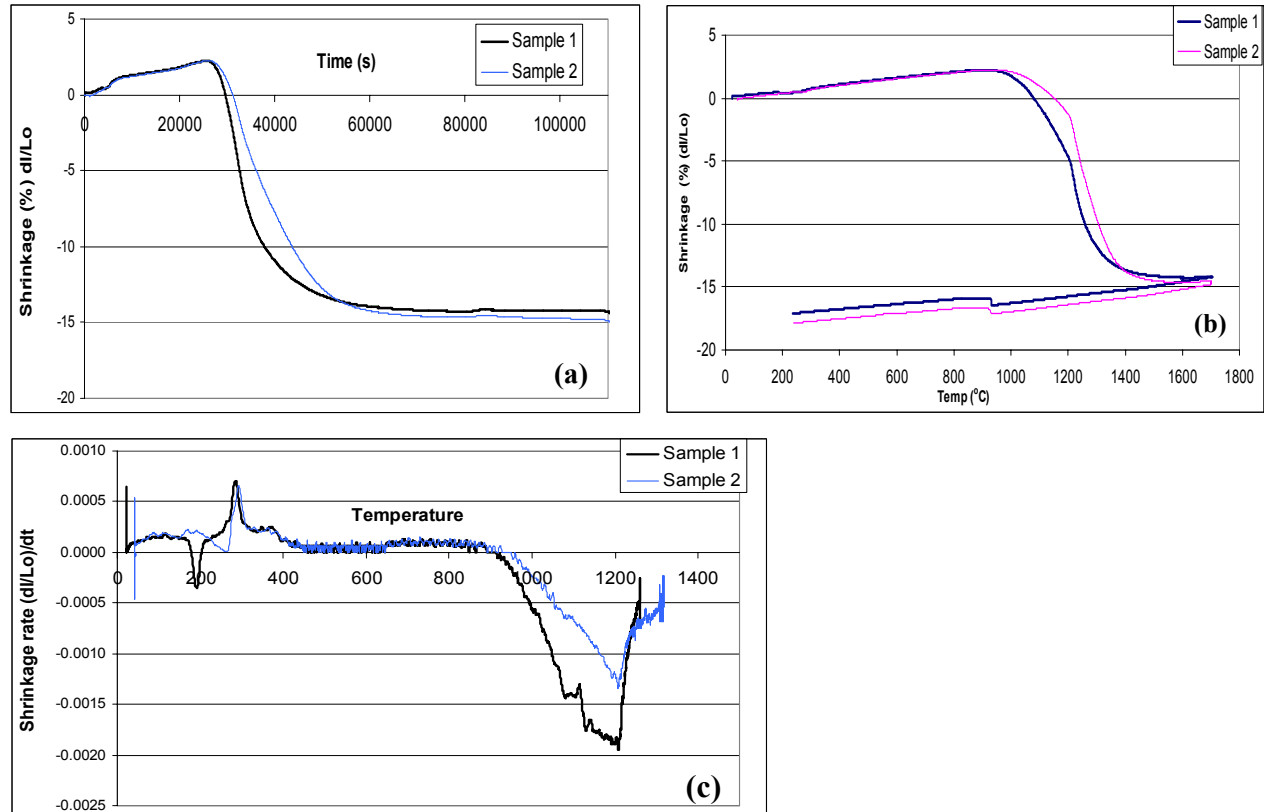 5
0
-5
-10
-15
-20
0
20000
40000
60000
80000
100000
Time (s)
Shrinkage (%) dl/Lo
Sample 1
Sample 2
(a)
5
0
-5
-10
-15
-20
0
200
400
600
800
1000
1200
1400
1600
1800
Temp (°C)
Shrinkage (%) (dl/Lo)
Sample 1
Sample 2
(b)
0.0010
0.0005
0.0000
-0.0005
-0.0010
-0.0015
-0.0020
-0.0025
0
200
400
600
800
1000
1200
1400
Temperature
Shrinkage rate (dl/Lo)/dt
Sample 1
Sample 2
(c)